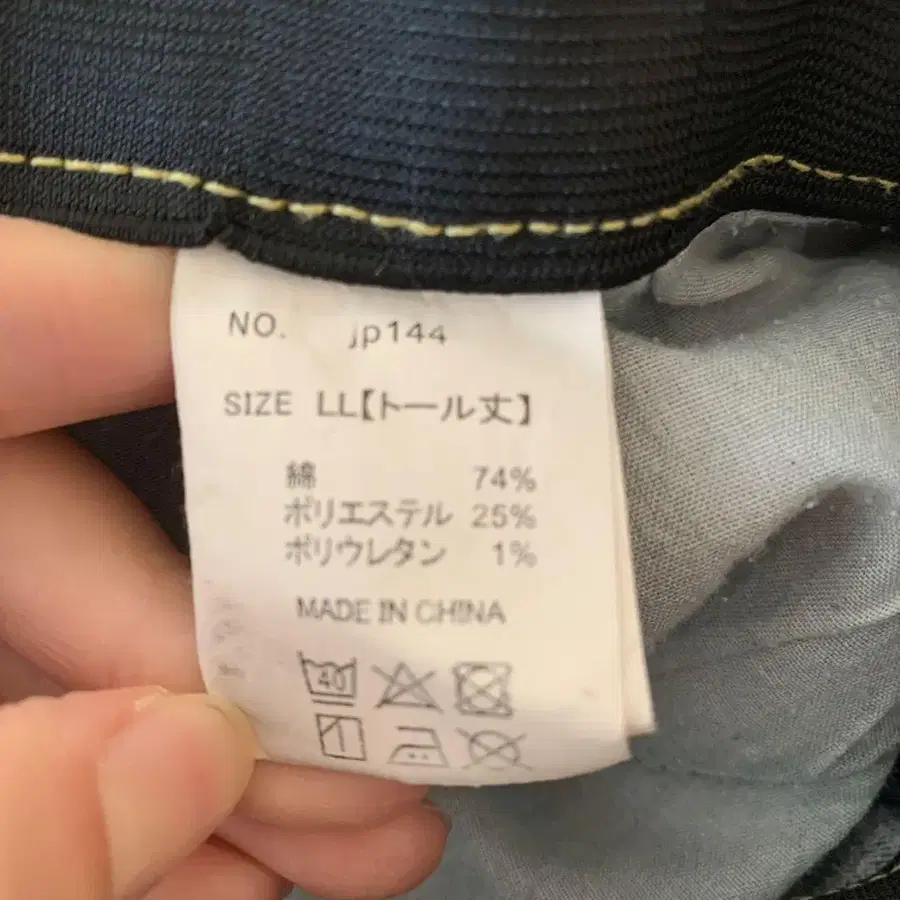 NO. jp144
SIZE LL【トール丈】
綿 74%
ポリエステル 25%
ポリウレタン 1%
MADE IN CHINA
40